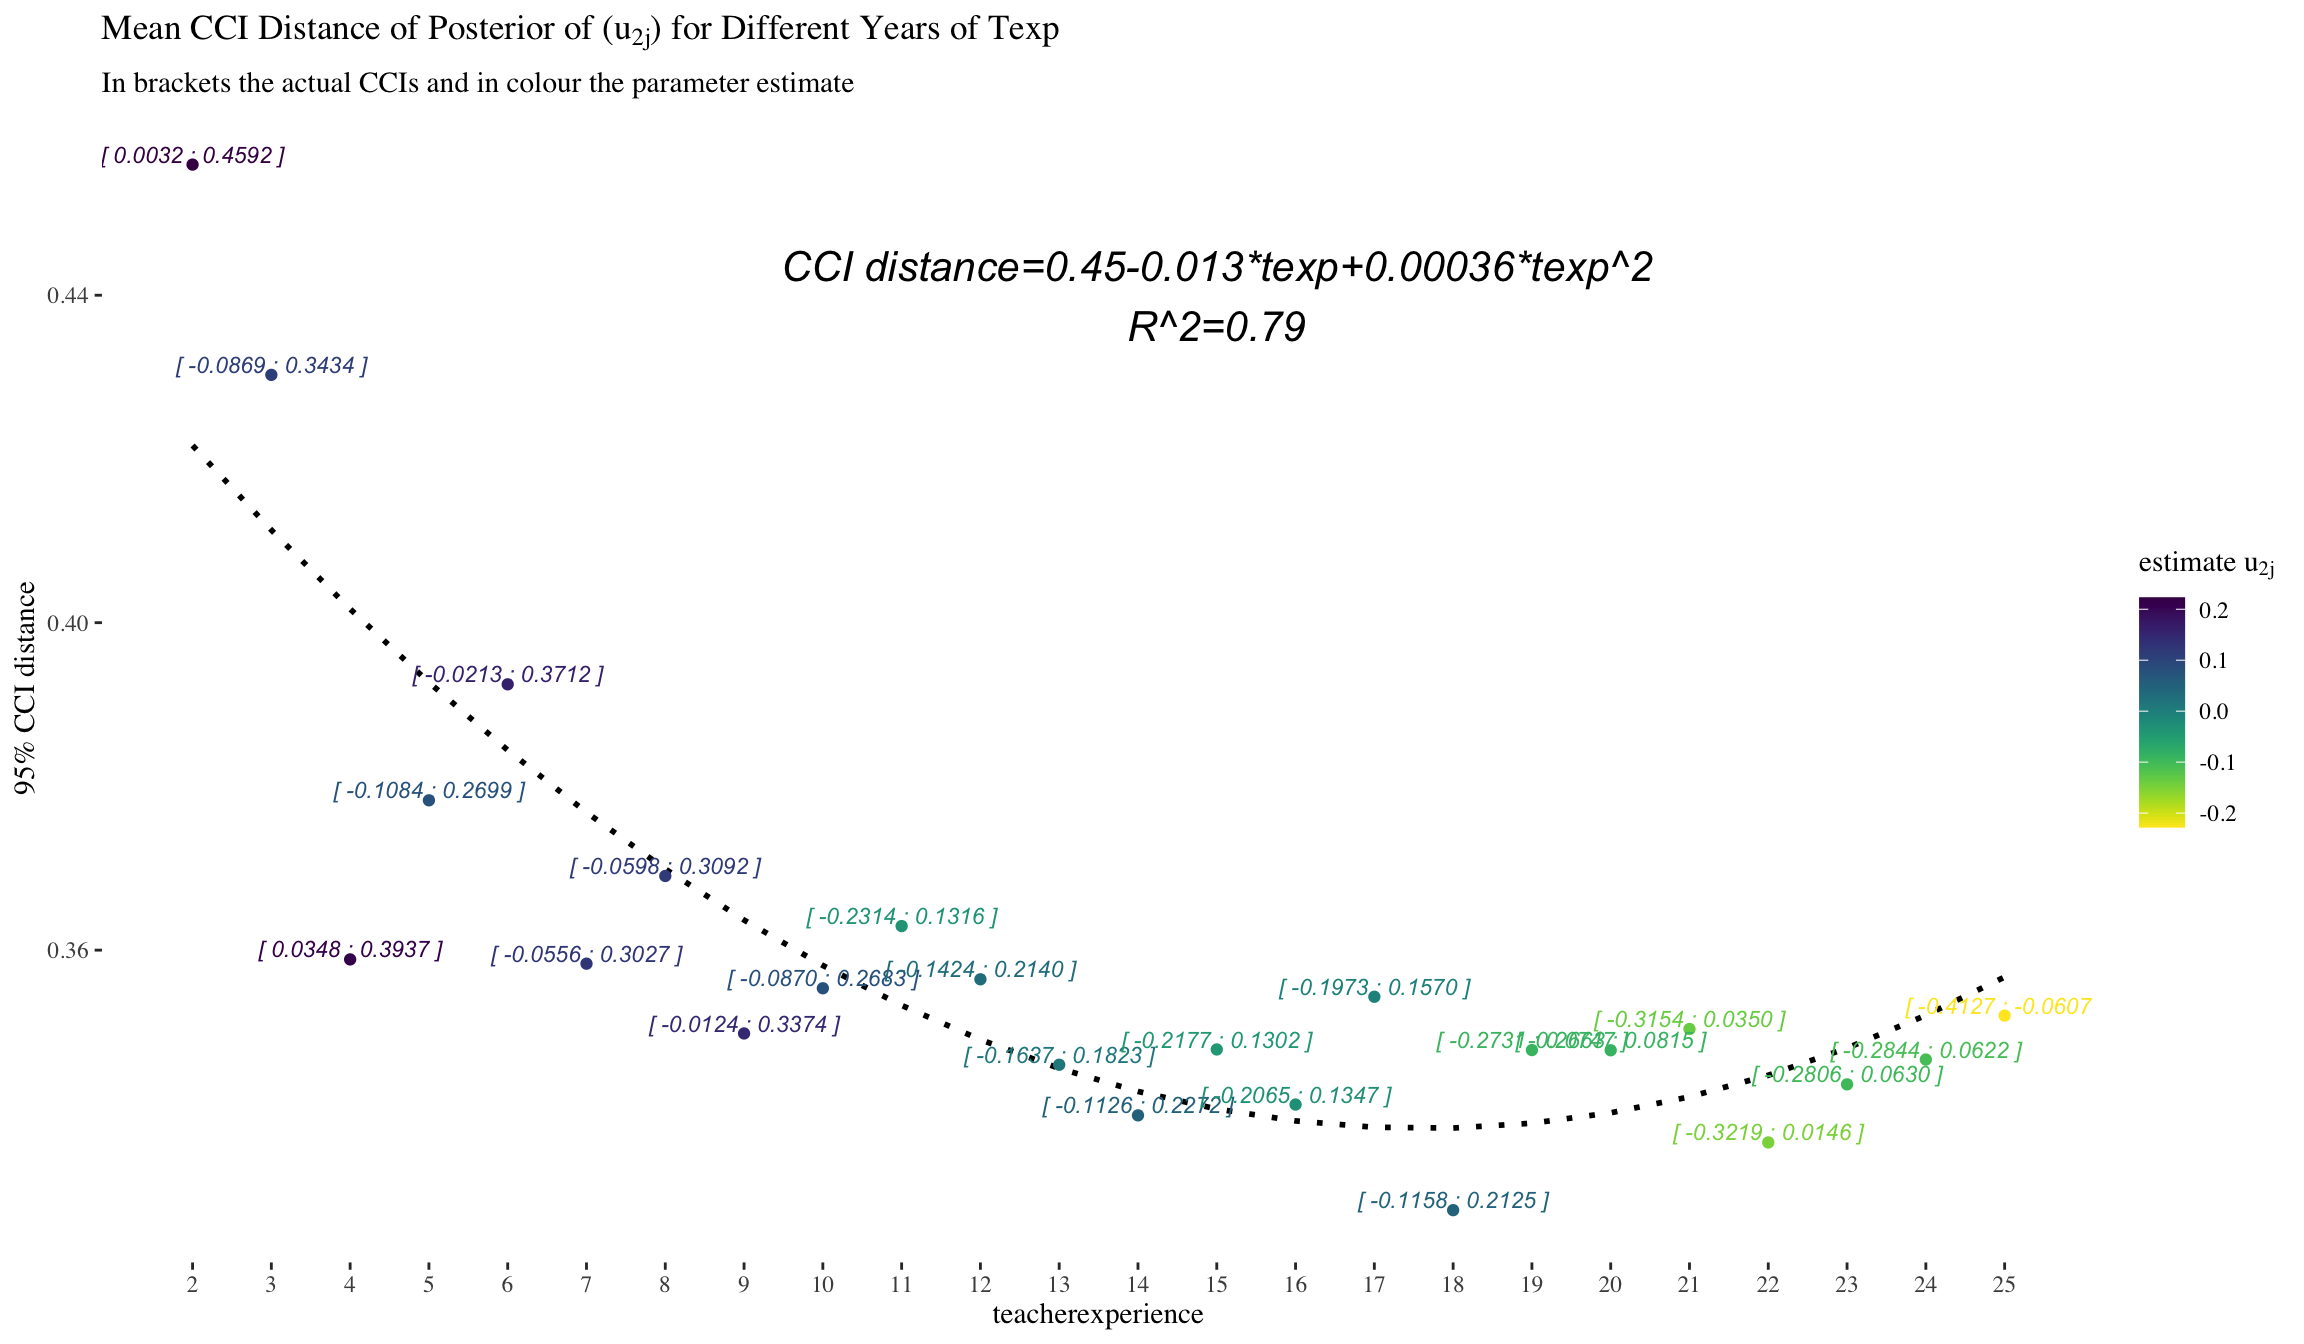 Mean CCI Distance of Posterior of (u2j) for Different Years of Texp
In brackets the actual CCIs and in colour the parameter estimate
[ 0.0032 ; 0.4592 ]
CCI distance=0.45-0.013*texp+0.00036*texp^2
0.44
R^2=0.79
[ -0.0869 ; 0.3434 ]
estimate u2j
0.2
0.1
0.0
-0.1
-0.2
95% CCI distance
0.40
[ -0.0213 ; 0.3712 ]
[ -0.1084 ; 0.2699 ]
[ -0.0598 ; 0.3092 ]
[ -0.2314 ; 0.1316 ]
0.36
[ 0.0348 ; 0.3937 ]
[ -0.0556 ; 0.3027 ]
[ -0.0870 ; 0.2683 ]
[ -0.1424 ; 0.2140 ]
[ -0.1973 ; 0.1570 ]
[ -0.4127 ; -0.0607
[ -0.0124 ; 0.3374 ]
[ -0.3154 ; 0.0350 ]
[ -0.2177 ; 0.1302 ]
[ -0.2731
0.0815 ]
[ -0.1637 ; 0.1823 ]
[ -0.2844 ; 0.0622 ]
[ -0.2806 ; 0.0630 ]
[ -0.2065 ; 0.1347 ]
[ -0.1126 ; 0.2272 ]
[ -0.3219 ; 0.0146 ]
[ -0.1158 ; 0.2125 ]
2 3 4 5 6 7 8 9 10 11 12 13 14 15 16 17 18 19 20 21 22 23 24 25
teacherexperience